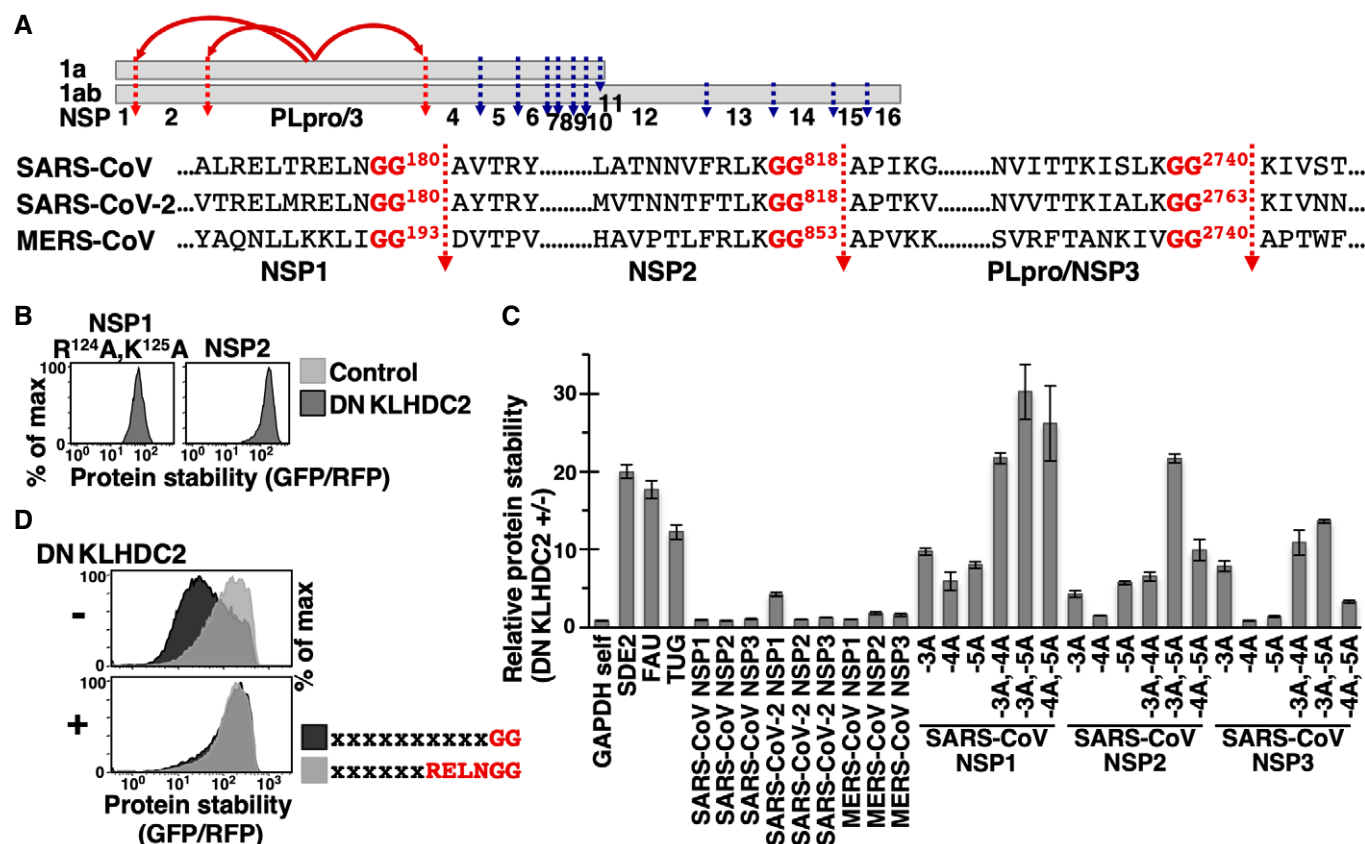 A
1a
1ab
NSP 1 2 PLpro/3 4 5 6 7 8 9 10 11 12 13 14 15 16
SARS-CoV ...ALRELTRELNGG180 AVTRY.........LATNNVFRLKGG818 APIKG.........NVITTKISLKGG2740 KIVST...
SARS-CoV-2 ...VTRELMRELNGG180 AYTRY.........MVTNNTFTLKGG818 APTKV.........NVVTTKIALKGG2763 KIVNN...
MERS-CoV ...YAQNLLKKLIGG193 DVTPV.........HAVPTLFRLKGG853 APVKK.........SVRFTANKIVGG2740 APTWF...
NSP1 NSP2 PLpro/NSP3
B
NSP1
R124A,K125A
NSP2
% of max
100
0
10^0 10^1 10^2
10^0 10^1 10^2
Protein stability (GFP/RFP)
Control
DN KLHDC2
C
Relative protein stability
(DN KLHDC2 +/-)
30
20
10
0
GAPDH self
SDE2
FAU
TUG
SARS-CoV NSP1
SARS-CoV NSP2
SARS-CoV NSP3
SARS-CoV-2 NSP1
SARS-CoV-2 NSP2
SARS-CoV-2 NSP3
MERS-CoV NSP1
MERS-CoV NSP2
MERS-CoV NSP3
-3A
-4A
-5A
-3A,-4A
-3A,-5A
-4A,-5A
SARS-CoV
NSP1
-3A
-4A
-5A
-3A,-4A
-3A,-5A
-4A,-5A
SARS-CoV
NSP2
-3A
-4A
-5A
-3A,-4A
-3A,-5A
-4A,-5A
SARS-CoV
NSP3
D
DN KLHDC2
-
100
0
+
100
0
% of max
10^0 10^1 10^2 10^3
Protein stability
(GFP/RFP)
xxxxxxxxxxGG
xxxxxxRELNGG